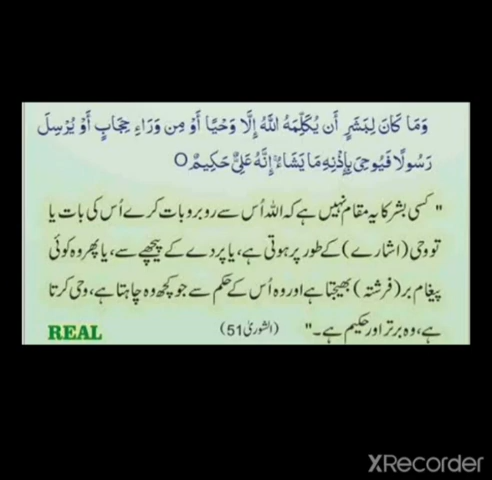 وَمَا كَانَ لِبَشَرٍ أَن يُكَلِّمَهُ اللَّهُ إِلَّا وَحْيًا أَوْ مِن وَرَاءِ حِجَابٍ أَوْ يُرْسِلَ
رَسُولًا فَيُوحِيَ بِإِذْنِهِ مَا يَشَاءُ إِنَّهُ عَلِيٌّ حَكِيمٌ O
" کسی بشر کا یہ مقام نہیں ہے کہ اللہ اُس سے روبرو بات کرے اُس کی بات یا
تو وحی (اشارے) کے طور پر ہوتی ہے، یا پردے کے پیچھے سے، یا پھر وہ کوئی
پیغام بر (فرشتہ) بھیجتا ہے اور وہ اُس کے حکم سے جو کچھ وہ چاہتا ہے، وحی کرتا
ہے، وہ برتر اور حکیم ہے۔" (الشوریٰ 51) REAL
XRecorder